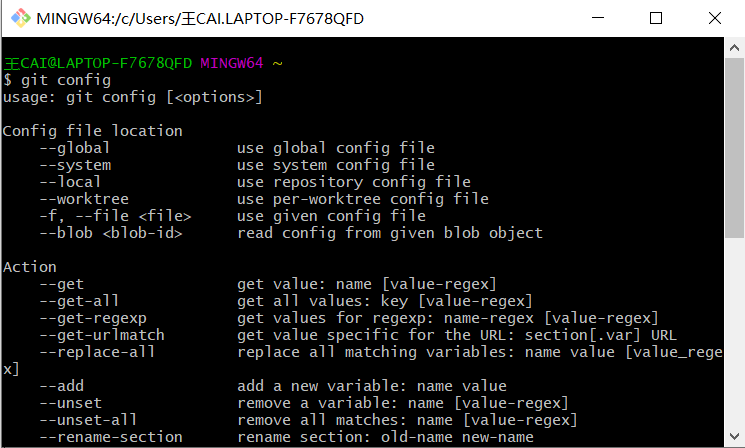 MINGW64:/c/Users/王CAI.LAPTOP-F7678QFD
王CAI@LAPTOP-F7678QFD MINGW64 ~
$ git config
usage: git config [<options>]
Config file location
--global use global config file
--system use system config file
--local use repository config file
--worktree use per-worktree config file
-f, --file <file> use given config file
--blob <blob-id> read config from given blob object
Action
--get get value: name [value-regex]
--get-all get all values: key [value-regex]
--get-regexp get values for regexp: name-regex [value-regex]
--get-urlmatch get value specific for the URL: section[.var] URL
--replace-all replace all matching variables: name value [value_rege
x]
--add add a new variable: name value
--unset remove a variable: name [value-regex]
--unset-all remove all matches: name [value-regex]
--rename-section rename section: old-name new-name